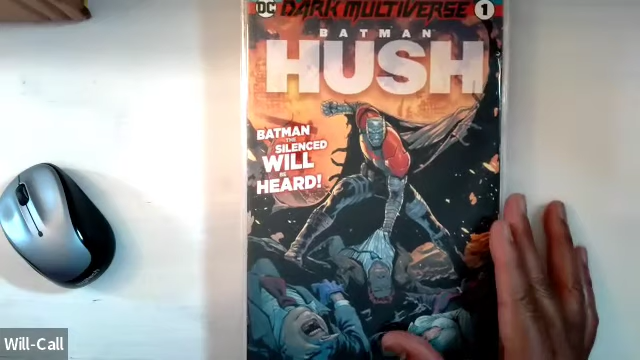 DC DARK MULTIVERSE 1
BATMAN
HUSH
BATMAN
THE
SILENCED
WILL
BE
HEARD!
Will-Call